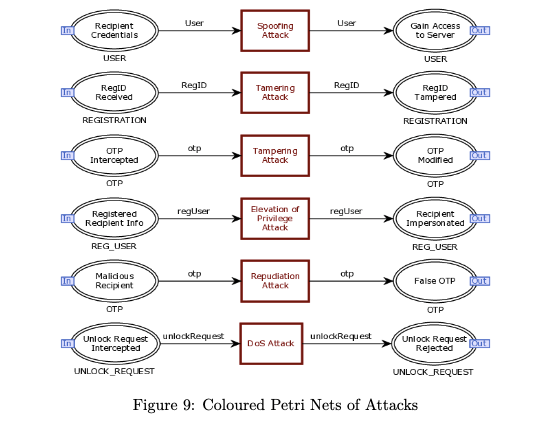 Recipient
Credentials
In
User
Spoofing
Attack
User
Gain Access
to Server
Out
USER
USER
RegID
Received
In
RegID
Tamering
Attack
RegID
RegID
Tampered
Out
REGISTRATION
REGISTRATION
OTP
Intercepted
In
otp
Tampering
Attack
otp
OTP
Modified
Out
OTP
OTP
Registered
Recipient Info
In
regUser
Elevation of
Privilege
Attack
regUser
Recipient
Impersonated
Out
REG_USER
REG_USER
Malicious
Recipient
In
otp
Repudiation
Attack
otp
False OTP
Out
OTP
OTP
Unlock Request
Intercepted
In
unlockRequest
DoS Attack
unlockRequest
Unlock Request
Rejected
Out
UNLOCK_REQUEST
UNLOCK_REQUEST
Figure 9: Coloured Petri Nets of Attacks